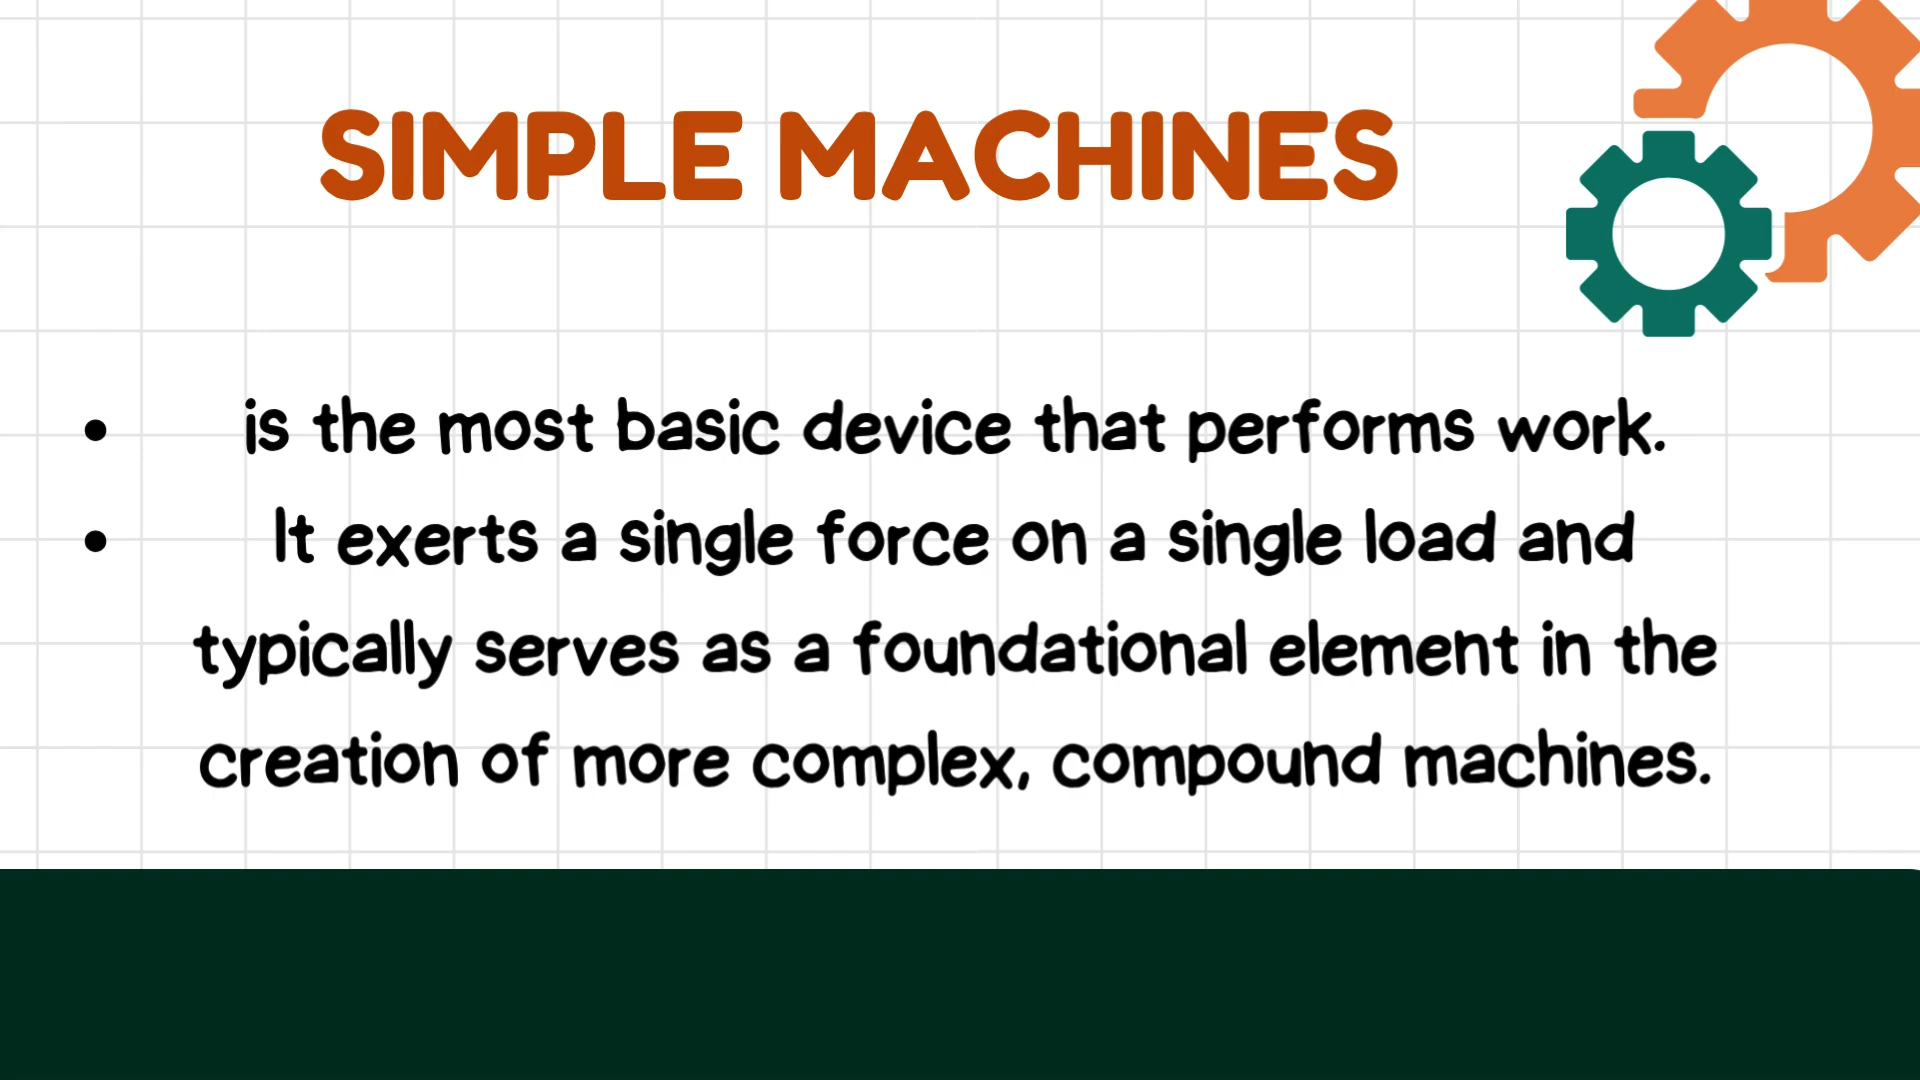 SIMPLE MACHINES
• is the most basic device that performs work.
• It exerts a single force on a single load and
typically serves as a foundational element in the
creation of more complex, compound machines.